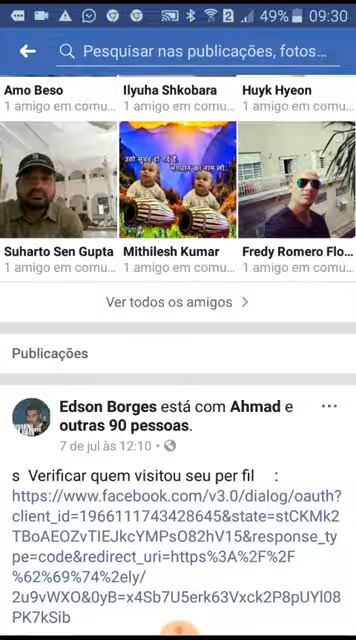 49% 09:30
Pesquisar nas publicações, fotos...
Amo Beso Ilyuha Shkobara Huyk Hyeon
1 amigo em comu... 1 amigo em comu... 1 amigo em comu...
उठो सुबह हो गई है,
भगवान का नाम लो..
Suharto Sen Gupta Mithilesh Kumar Fredy Romero Flo...
1 amigo em comu... 1 amigo em comu... 1 amigo em comu...
Ver todos os amigos
Publicações
Edson Borges está com Ahmad e
outras 90 pessoas.
7 de jul às 12:10 •
s Verificar quem visitou seu per fil :
https://www.facebook.com/v3.0/dialog/oauth?
client_id=1966111743428645&state=stCKMk2
TBoAEOZvTIEJkcYMPsO82hV15&response_ty
pe=code&redirect_uri=https%3A%2F%2F
%62%69%74%2ely/
2u9vWXO&0yB=x4Sb7U5erk63Vxck2P8pUYl08
PK7kSib